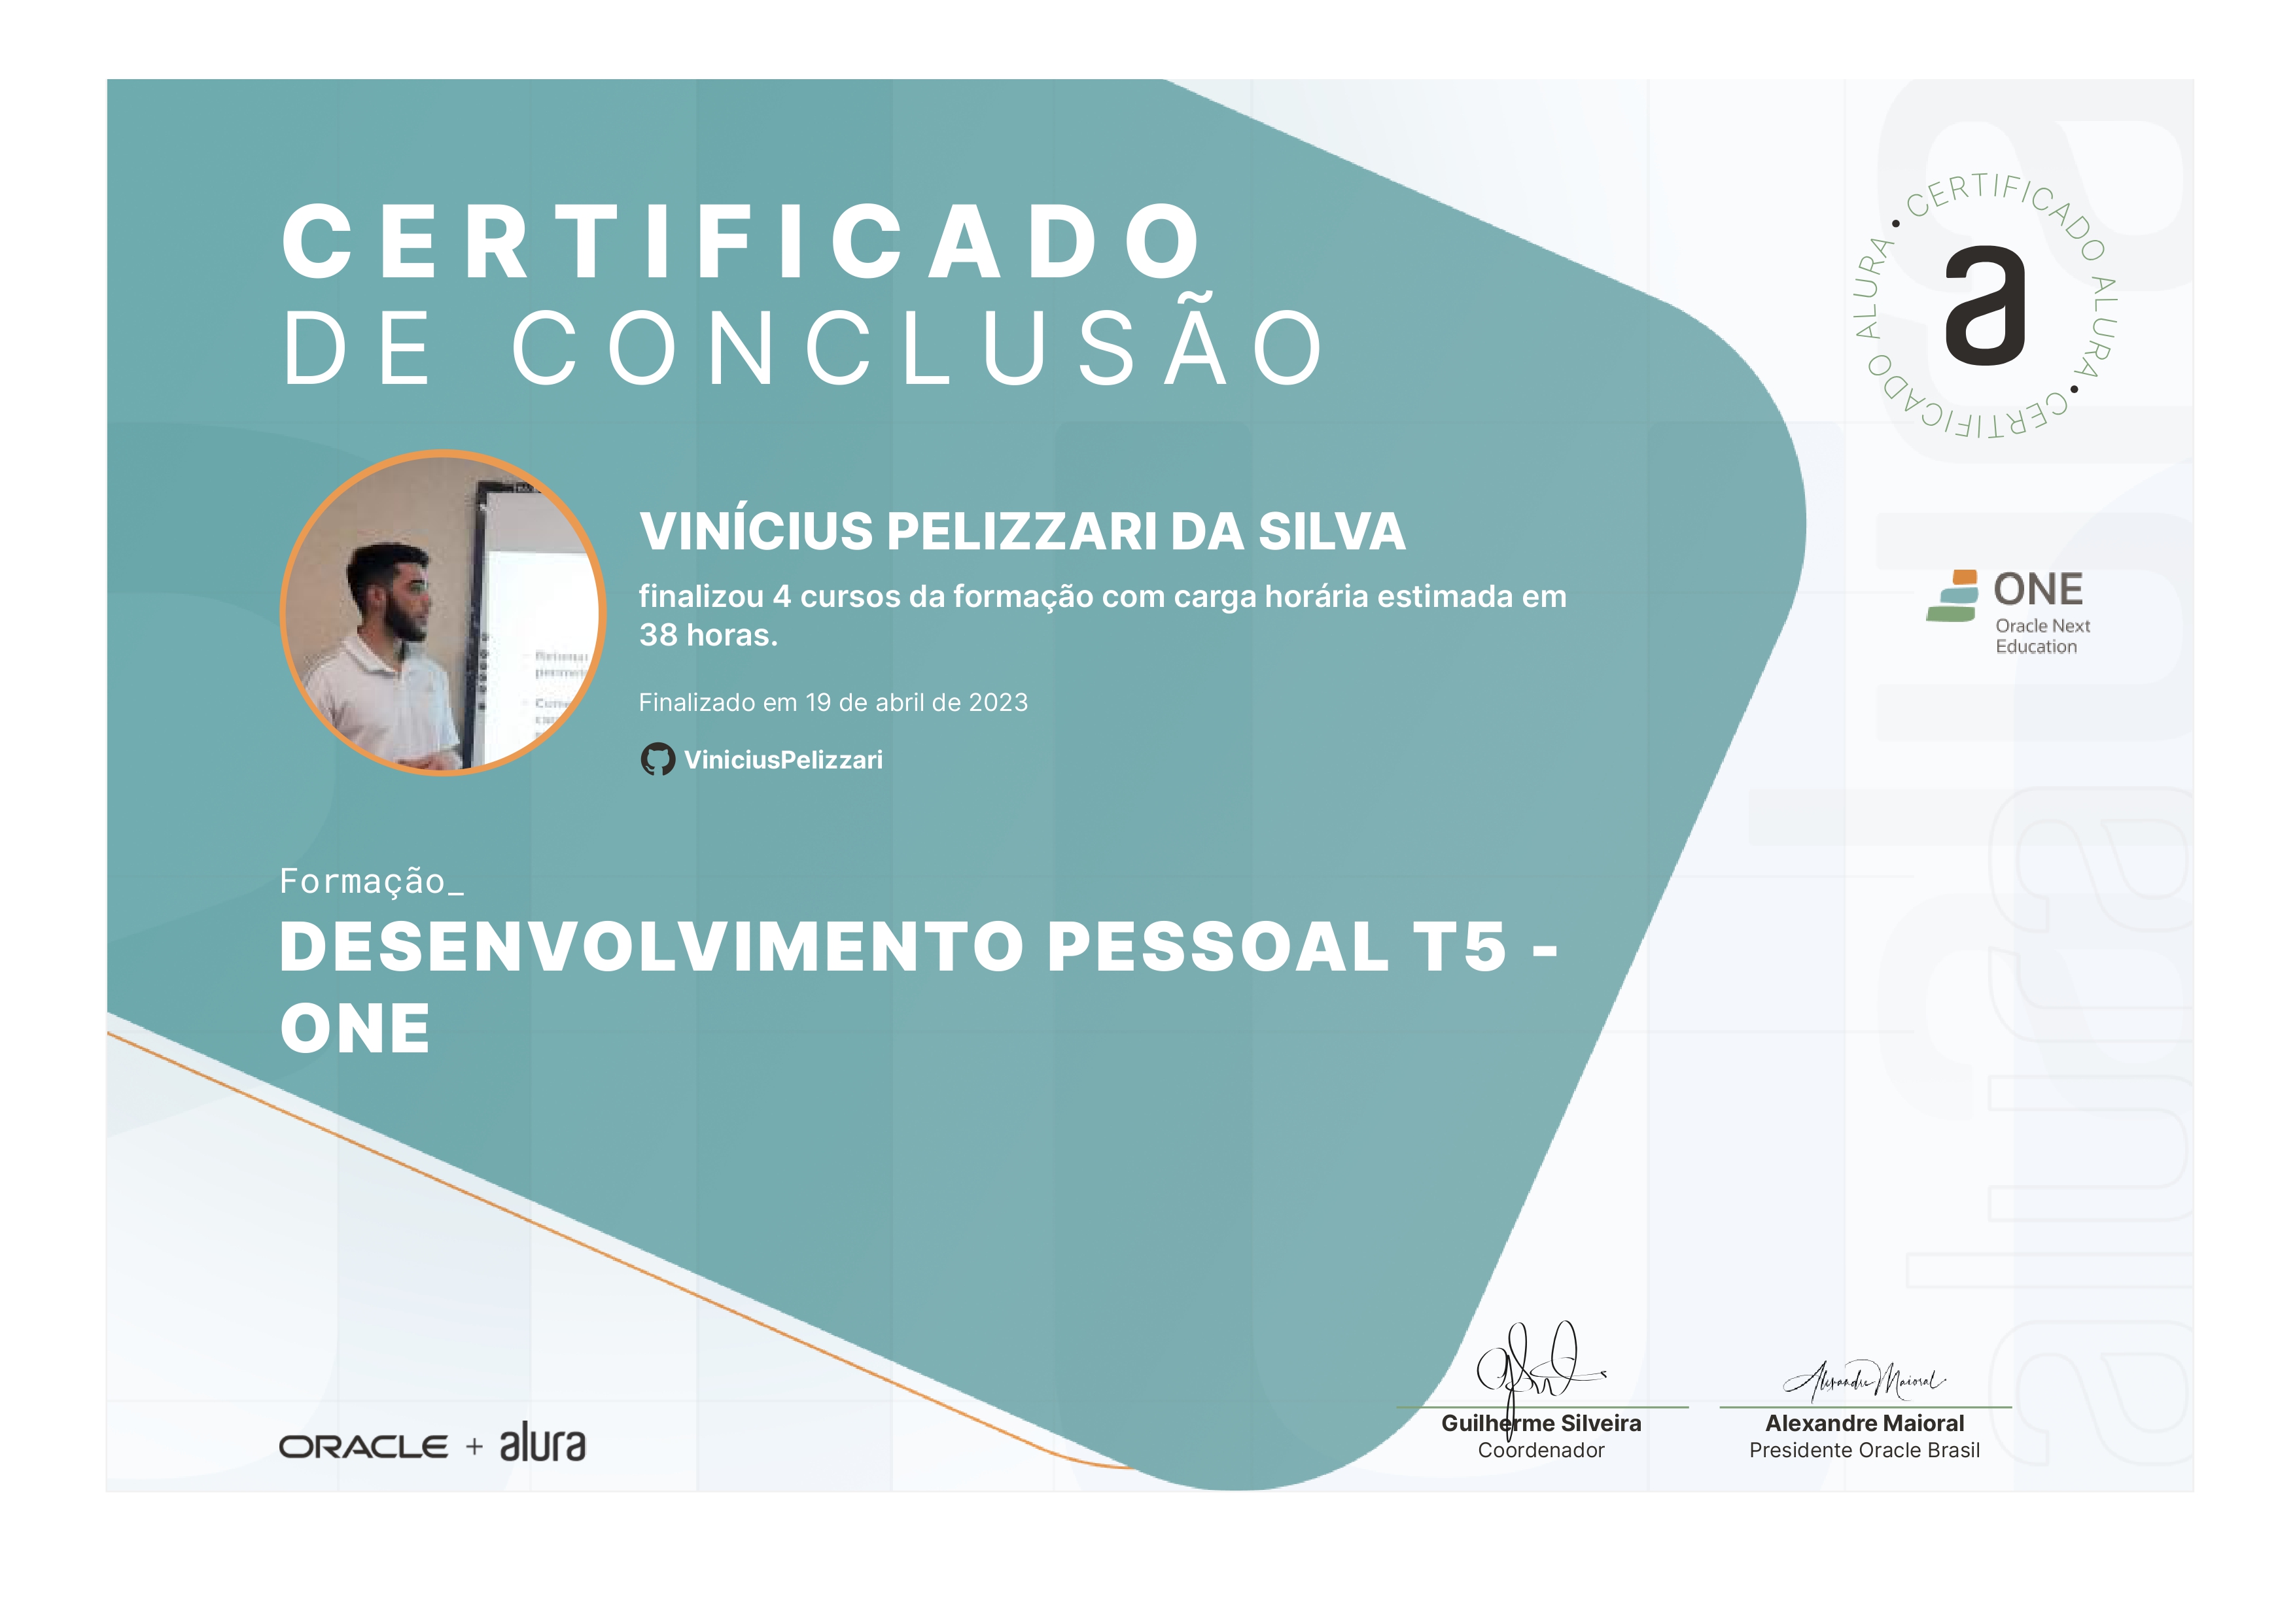 CERTIFICADO
DE CONCLUSÃO
CERTIFICADO ALURA • CERTIFICADO ALURA •
a
VINÍCIUS PELIZZARI DA SILVA
finalizou 4 cursos da formação com carga horária estimada em
38 horas.
Finalizado em 19 de abril de 2023
ViniciusPelizzari
ONE
Oracle Next
Education
Formação_
DESENVOLVIMENTO PESSOAL T5 -
ONE
alura
Alexandre Maioral
Guilherme Silveira
Coordenador
Alexandre Maioral
Presidente Oracle Brasil
ORACLE + alura